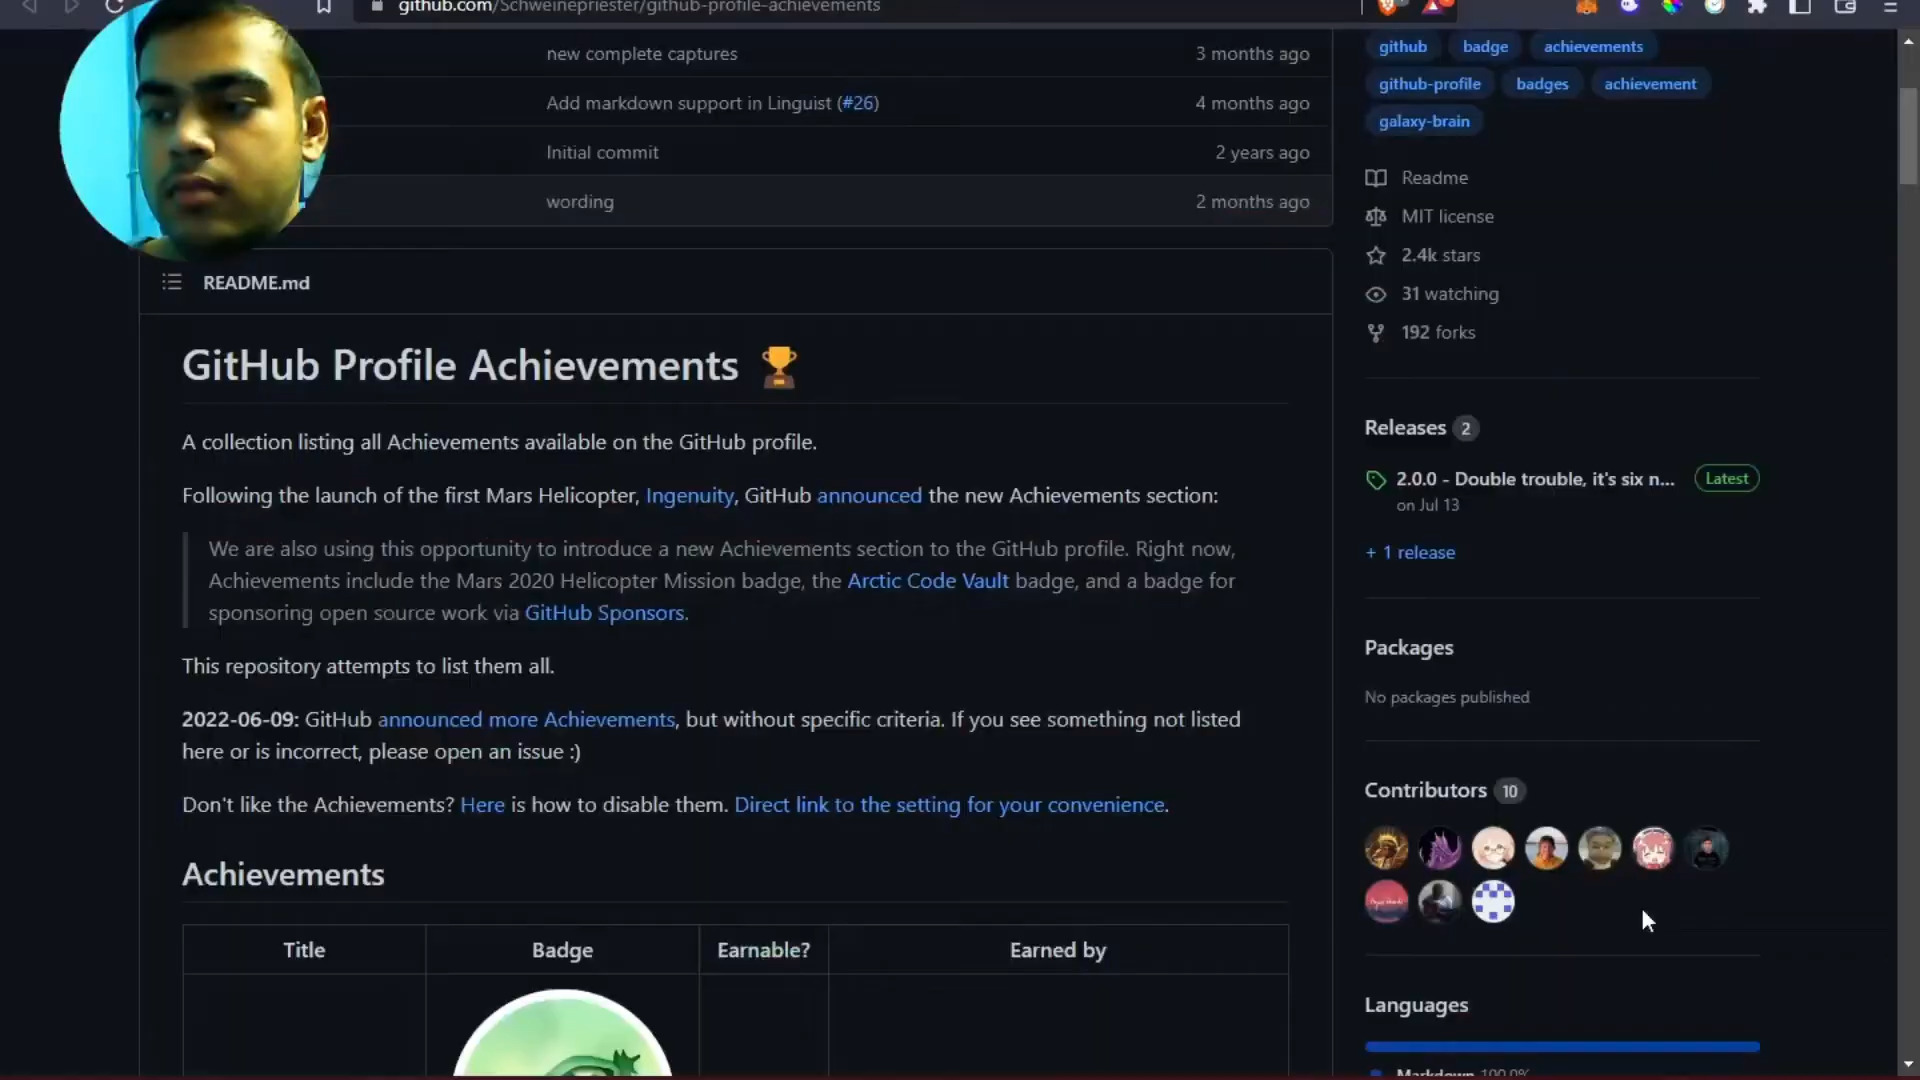 github.com/Schweinepriester/github-profile-achievements
new complete captures 3 months ago
Add markdown support in Linguist (#26) 4 months ago
Initial commit 2 years ago
wording 2 months ago
README.md
GitHub Profile Achievements
A collection listing all Achievements available on the GitHub profile.
Following the launch of the first Mars Helicopter, Ingenuity, GitHub announced the new Achievements section:
We are also using this opportunity to introduce a new Achievements section to the GitHub profile. Right now,
Achievements include the Mars 2020 Helicopter Mission badge, the Arctic Code Vault badge, and a badge for
sponsoring open source work via GitHub Sponsors.
This repository attempts to list them all.
2022-06-09: GitHub announced more Achievements, but without specific criteria. If you see something not listed
here or is incorrect, please open an issue :)
Don't like the Achievements? Here is how to disable them. Direct link to the setting for your convenience.
Achievements
Title Badge Earnable? Earned by
github badge achievements
github-profile badges achievement
galaxy-brain
Readme
MIT license
2.4k stars
31 watching
192 forks
Releases 2
2.0.0 - Double trouble, it's six n... Latest
on Jul 13
+ 1 release
Packages
No packages published
Contributors 10
Languages
Markdown 100.0%